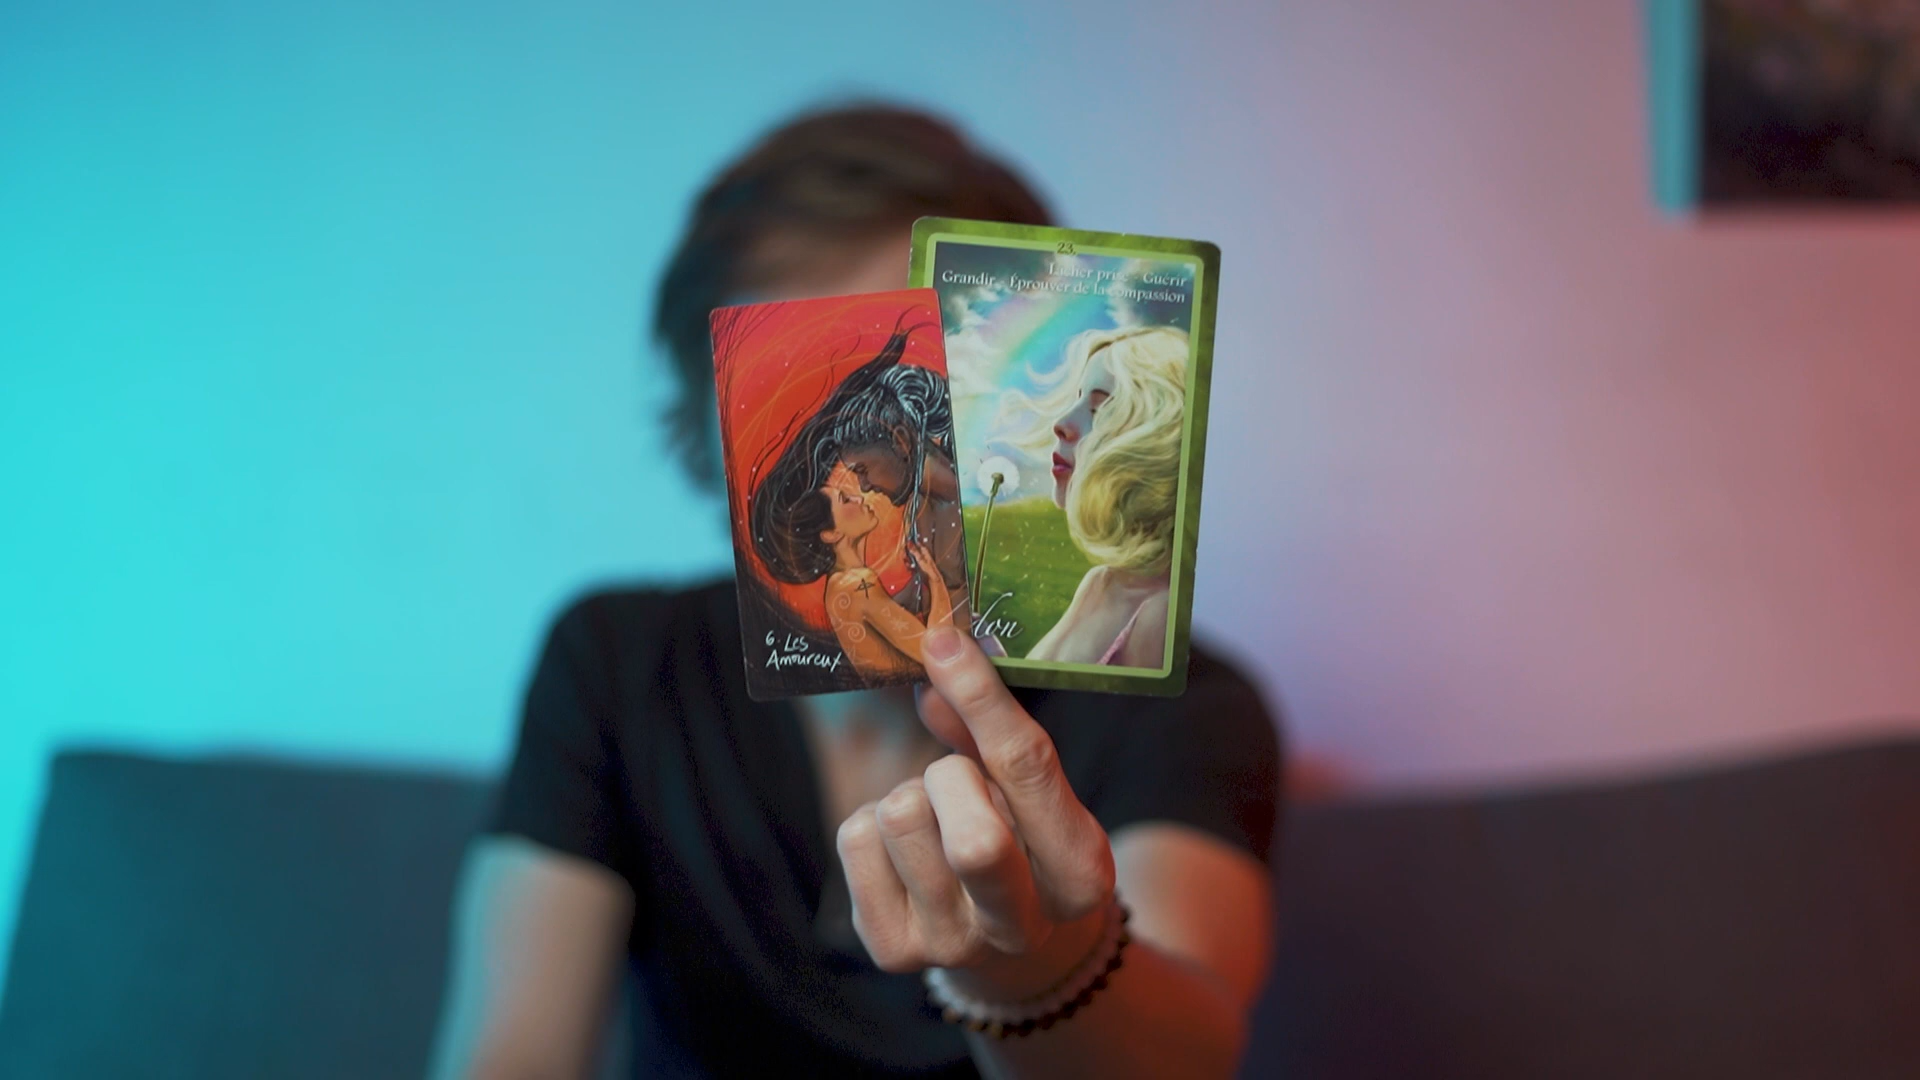 23.
Lâcher prise - Guérir
Grandir - Éprouver de la compassion
6. Les
Amoureux